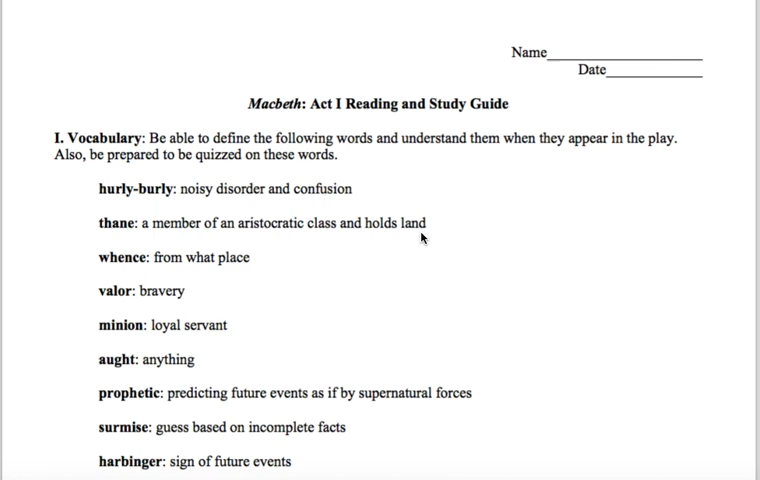 Name
Date
Macbeth: Act I Reading and Study Guide
I. Vocabulary: Be able to define the following words and understand them when they appear in the play.
Also, be prepared to be quizzed on these words.
hurly-burly: noisy disorder and confusion
thane: a member of an aristocratic class and holds land
whence: from what place
valor: bravery
minion: loyal servant
aught: anything
prophetic: predicting future events as if by supernatural forces
surmise: guess based on incomplete facts
harbinger: sign of future events